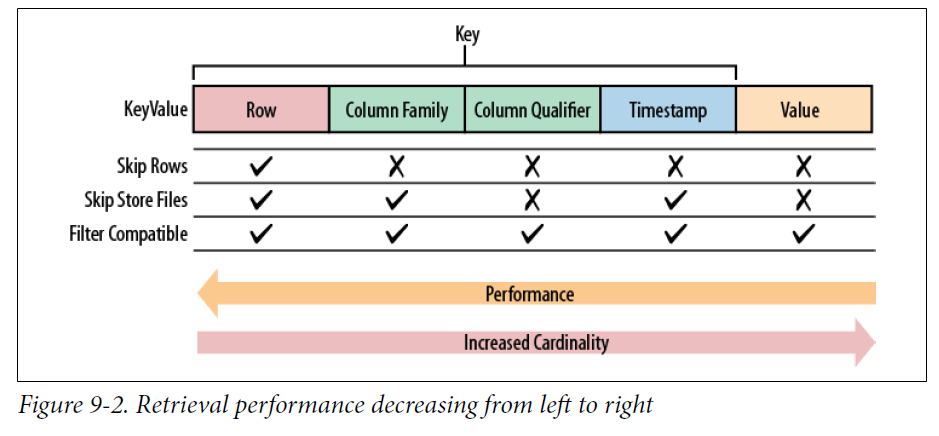 Key
KeyValue Row Column Family Column Qualifier Timestamp Value
Skip Rows ✓ X X X X
Skip Store Files ✓ ✓ X ✓ X
Filter Compatible ✓ ✓ ✓ ✓ ✓
Performance
Increased Cardinality
Figure 9-2. Retrieval performance decreasing from left to right